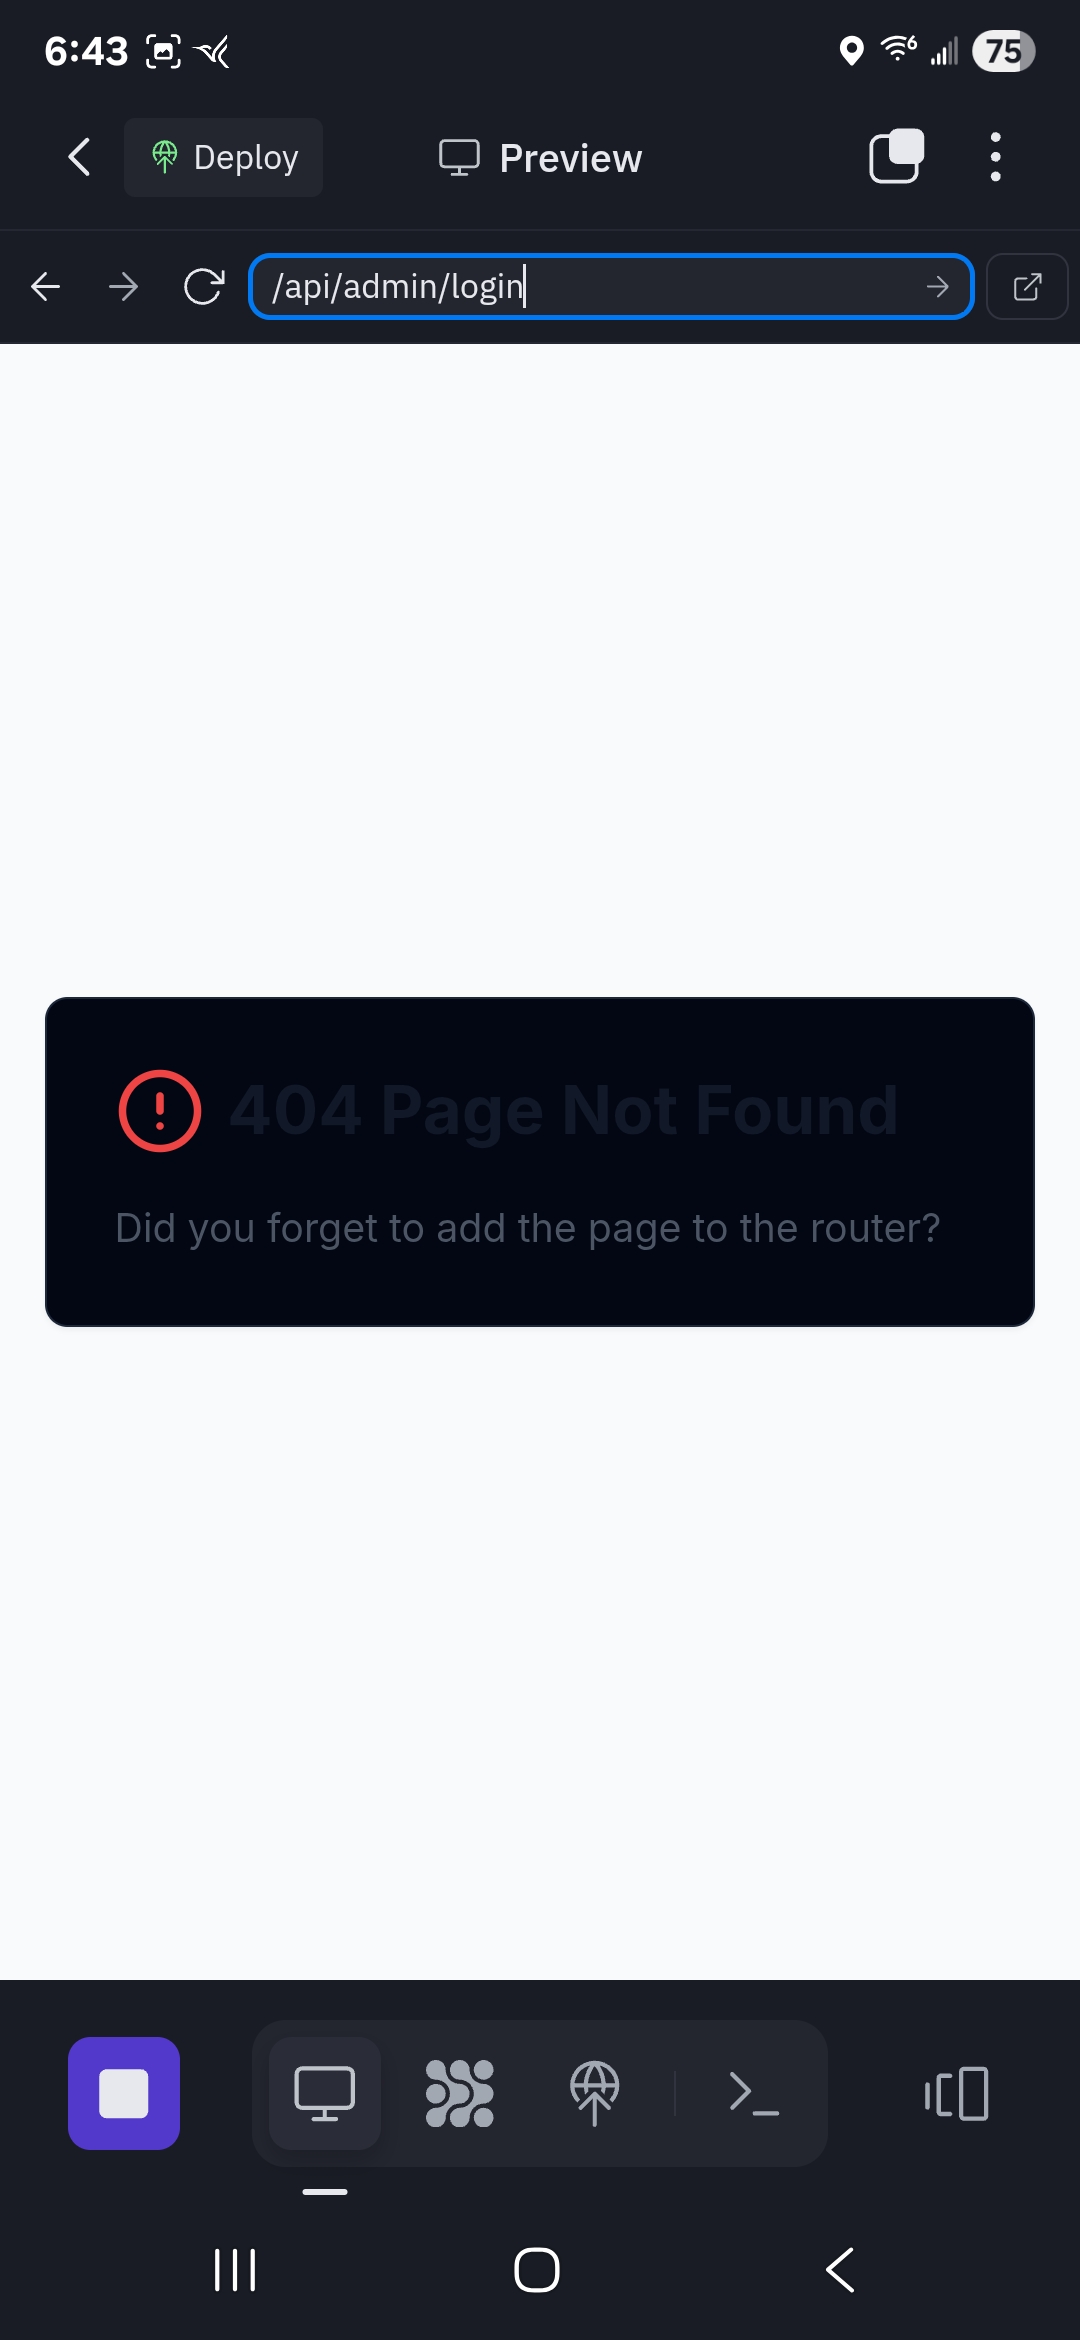 6:43
6
75
Deploy
Preview
/api/admin/login
404 Page Not Found
Did you forget to add the page to the router?